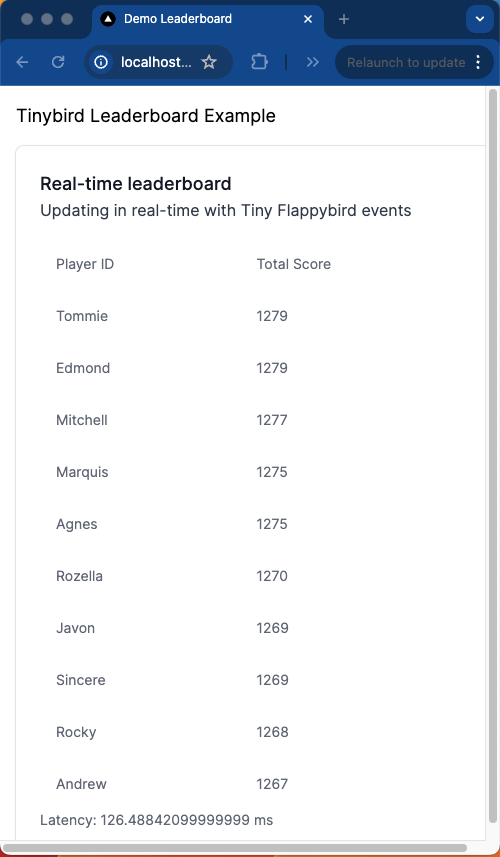 Demo Leaderboard
localhost...
Relaunch to update
Tinybird Leaderboard Example
Real-time leaderboard
Updating in real-time with Tiny Flappybird events
Player ID Total Score
Tommie 1279
Edmond 1279
Mitchell 1277
Marquis 1275
Agnes 1275
Rozella 1270
Javon 1269
Sincere 1269
Rocky 1268
Andrew 1267
Latency: 126.48842099999999 ms